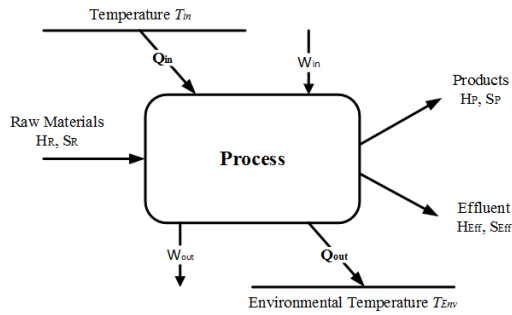 Temperature Tin
Qin
Win
Products
HP, SP
Raw Materials
HR, SR
Process
Effluent
HEff, SEff
Wout
Qout
Environmental Temperature TEnv